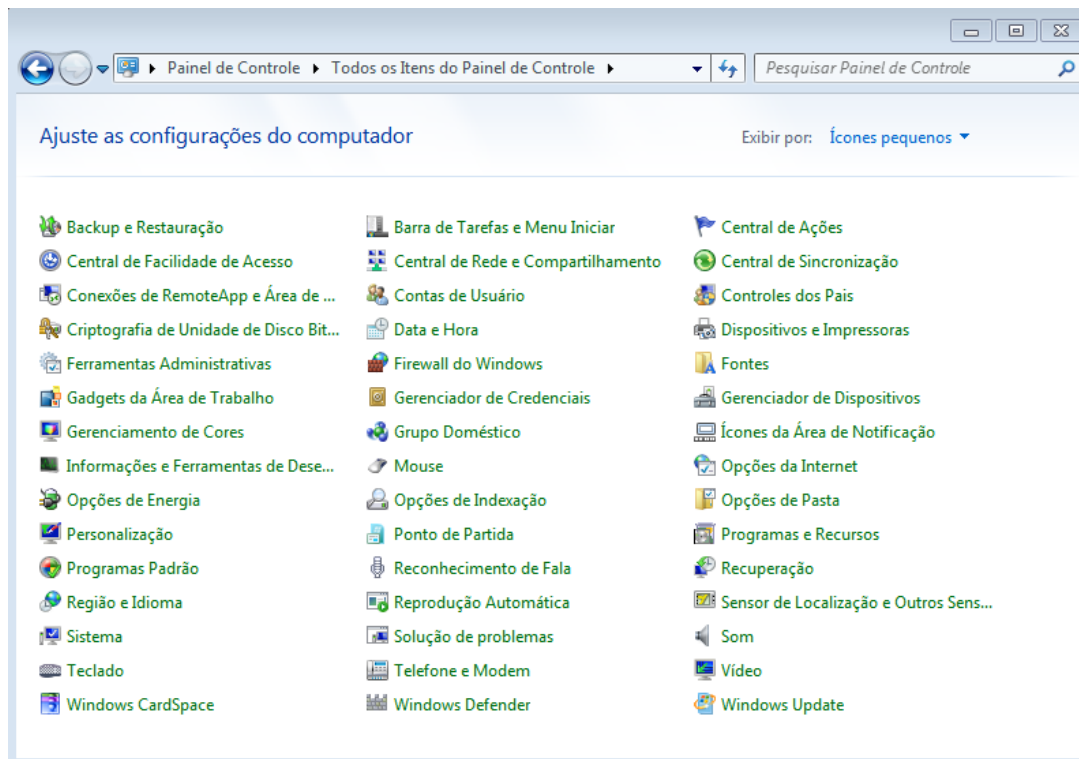 Painel de Controle Todos os Itens do Painel de Controle Pesquisar Painel de Controle
Ajuste as configurações do computador Exibir por: Ícones pequenos
Backup e Restauração Barra de Tarefas e Menu Iniciar Central de Ações
Central de Facilidade de Acesso Central de Rede e Compartilhamento Central de Sincronização
Conexões de RemoteApp e Área de ... Contas de Usuário Controles dos Pais
Criptografia de Unidade de Disco Bit... Data e Hora Dispositivos e Impressoras
Ferramentas Administrativas Firewall do Windows Fontes
Gadgets da Área de Trabalho Gerenciador de Credenciais Gerenciador de Dispositivos
Gerenciamento de Cores Grupo Doméstico Ícones da Área de Notificação
Informações e Ferramentas de Dese... Mouse Opções da Internet
Opções de Energia Opções de Indexação Opções de Pasta
Personalização Ponto de Partida Programas e Recursos
Programas Padrão Reconhecimento de Fala Recuperação
Região e Idioma Reprodução Automática Sensor de Localização e Outros Sens...
Sistema Solução de problemas Som
Teclado Telefone e Modem Vídeo
Windows CardSpace Windows Defender Windows Update